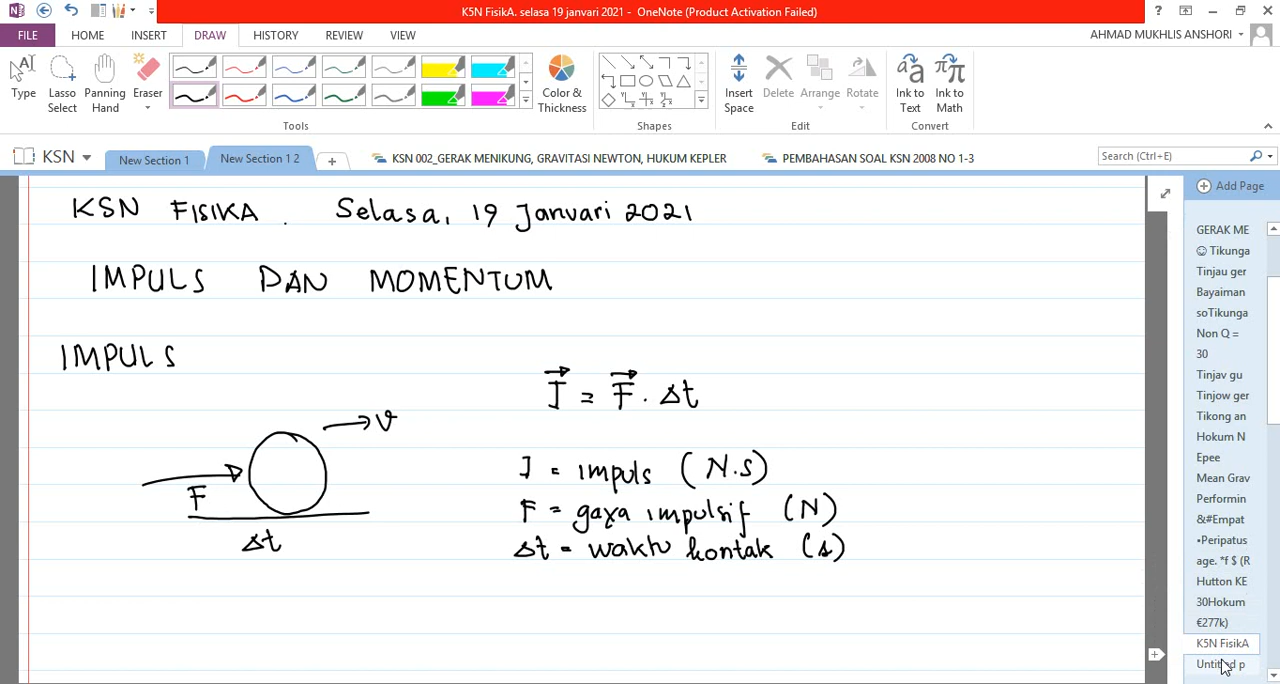 K5N FisikA. selasa 19 janvari 2021 - OneNote (Product Activation Failed)
FILE HOME INSERT DRAW HISTORY REVIEW VIEW AHMAD MUKHLIS ANSHORI
Type Lasso Select Panning Hand Eraser Color & Thickness Insert Space Delete Arrange Rotate Ink to Text Ink to Math
Tools Shapes Edit Convert
KSN New Section 1 New Section 1 2 KSN 002_GERAK MENIKUNG, GRAVITASI NEWTON, HUKUM KEPLER PEMBAHASAN SOAL KSN 2008 NO 1-3 Search (Ctrl+E)
KSN FISIKA. Selasa, 19 Januari 2021
IMPULS DAN MOMENTUM
IMPULS
I = F . Δt
v
F
Δt
I = impuls (N.s)
F = gaya impulsif (N)
Δt = waktu kontak (s)
Add Page
GERAK ME
☺ Tikunga
Tinjau ger
Bayaiman
soTikunga
Non Q =
30
Tinjav gu
Tinjow ger
Tikong an
Hokum N
Epee
Mean Grav
Performin
&#Empat
•Peripatus
age. *f $ (R
Hutton KE
30Hokum
€277k)
K5N FisikA
Untitled p